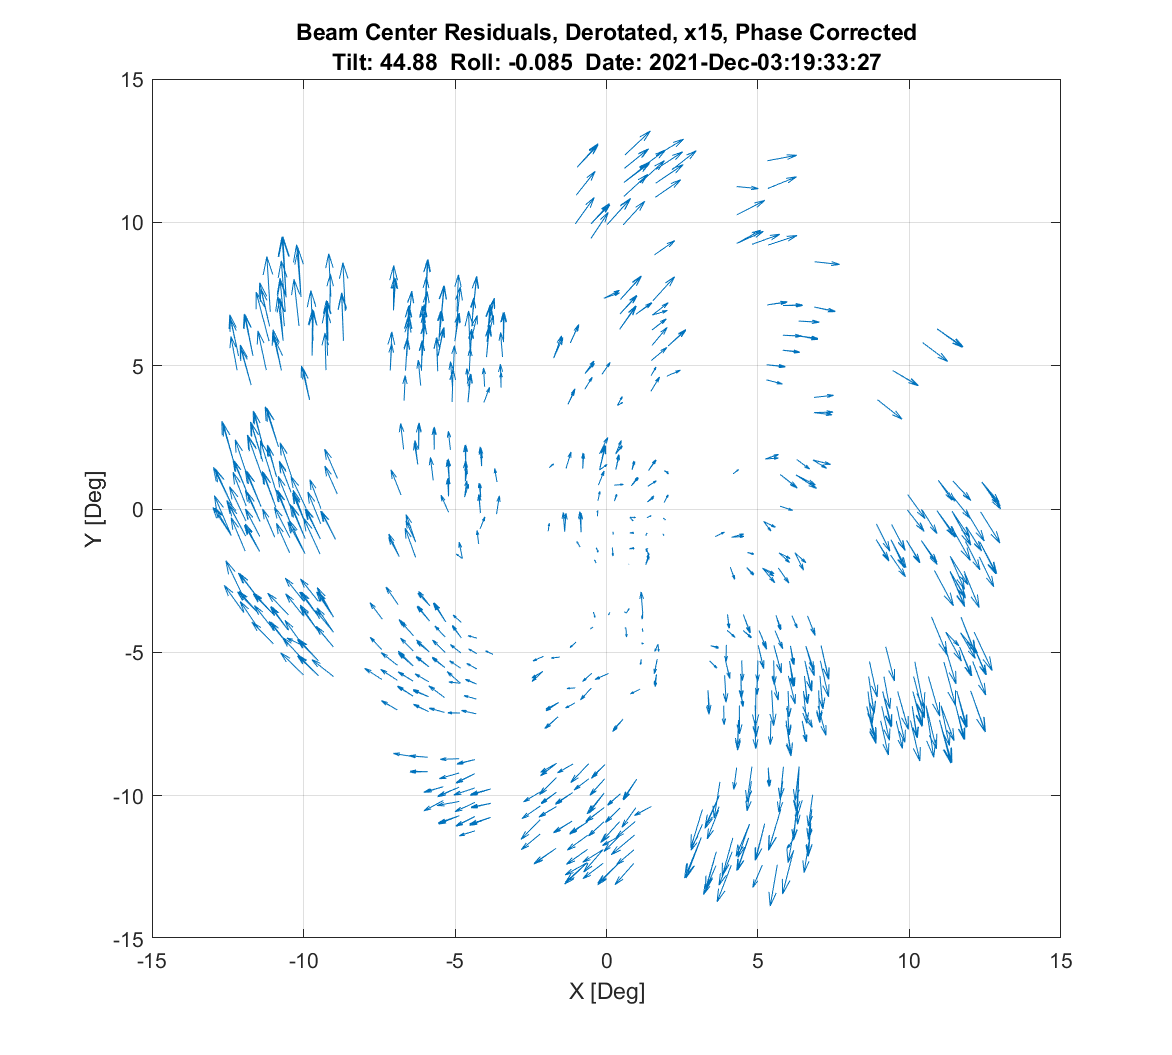 Beam Center Residuals, Derotated, x15, Phase Corrected
Tilt: 44.88 Roll: -0.085 Date: 2021-Dec-03:19:33:27
15
10
5
0
-5
-10
-15
Y [Deg]
-15 -10 -5 0 5 10 15
X [Deg]